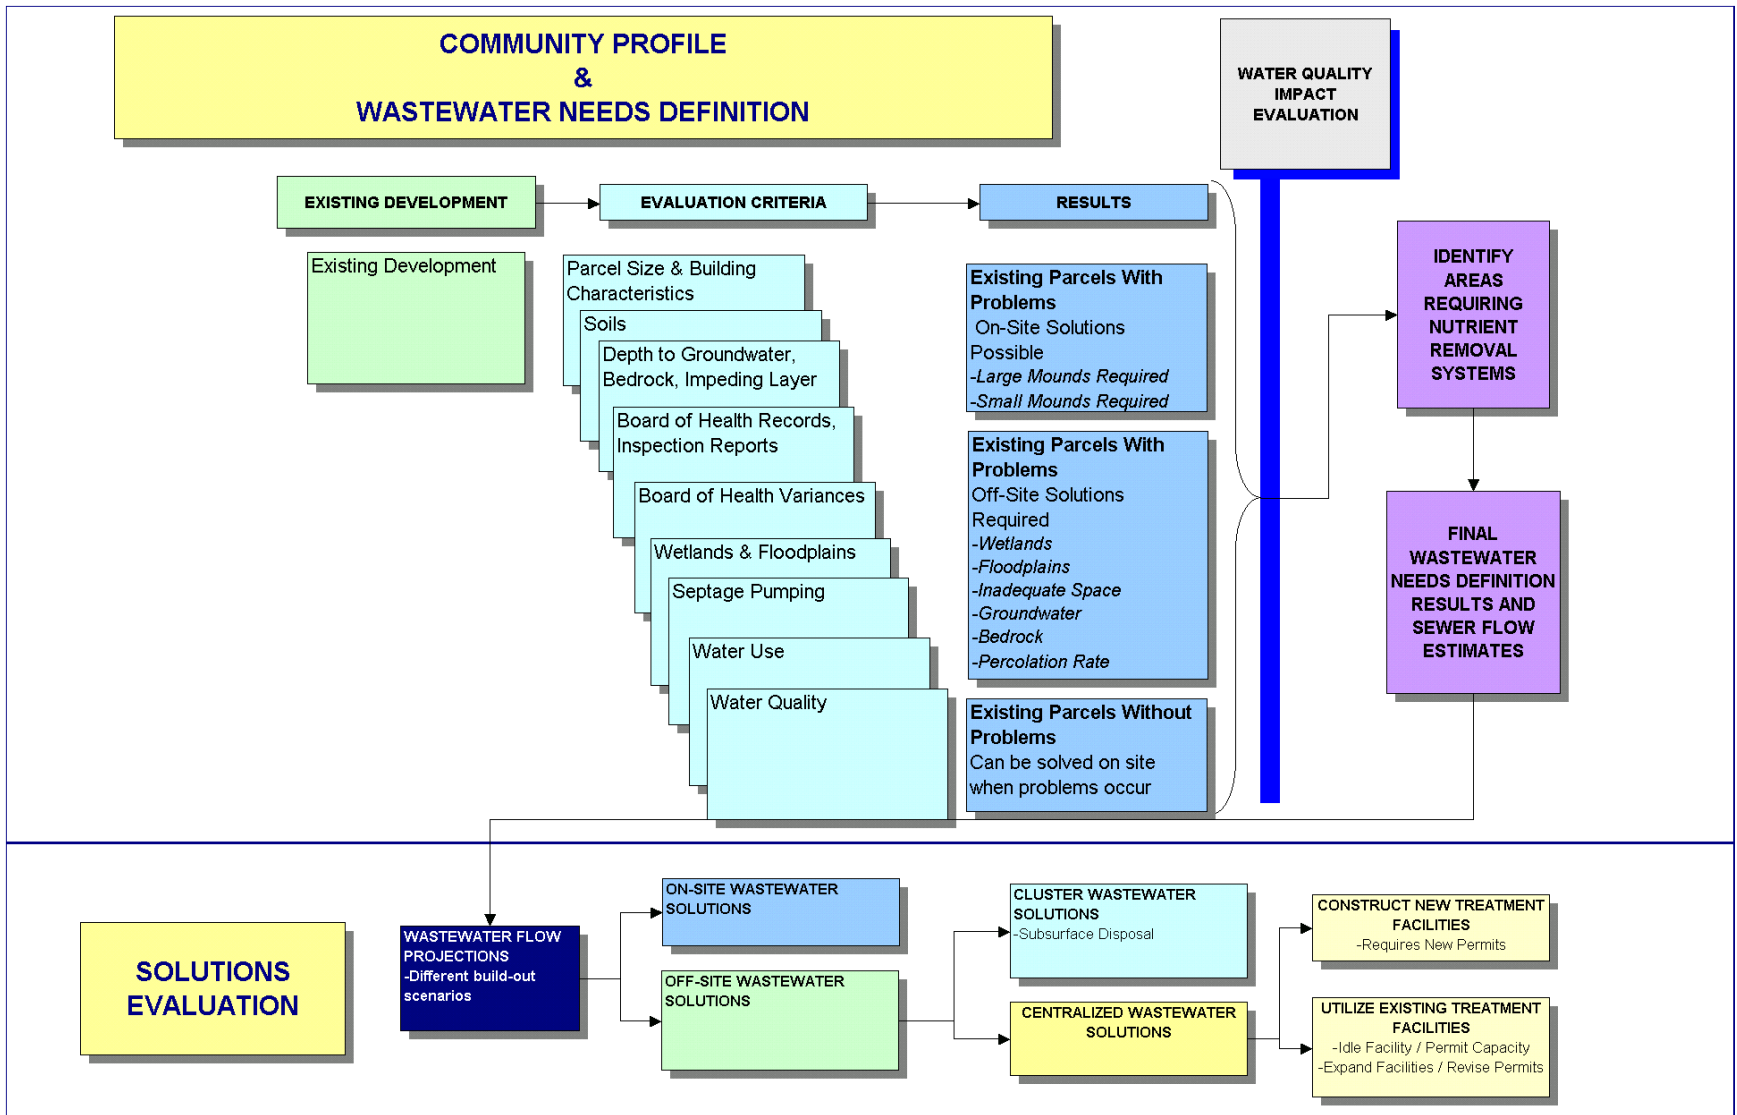 COMMUNITY PROFILE
&
WASTEWATER NEEDS DEFINITION
WATER QUALITY
IMPACT
EVALUATION
EXISTING DEVELOPMENT
EVALUATION CRITERIA
RESULTS
Existing Development
Parcel Size & Building
Characteristics
Soils
Depth to Groundwater,
Bedrock, Impeding Layer
Board of Health Records,
Inspection Reports
Board of Health Variances
Wetlands & Floodplains
Septage Pumping
Water Use
Water Quality
Existing Parcels With
Problems
On-Site Solutions
Possible
-Large Mounds Required
-Small Mounds Required
Existing Parcels With
Problems
Off-Site Solutions
Required
-Wetlands
-Floodplains
-Inadequate Space
-Groundwater
-Bedrock
-Percolation Rate
Existing Parcels Without
Problems
Can be solved on site
when problems occur
IDENTIFY
AREAS
REQUIRING
NUTRIENT
REMOVAL
SYSTEMS
FINAL
WASTEWATER
NEEDS DEFINITION
RESULTS AND
SEWER FLOW
ESTIMATES
SOLUTIONS
EVALUATION
WASTEWATER FLOW
PROJECTIONS
-Different build-out
scenarios
ON-SITE WASTEWATER
SOLUTIONS
OFF-SITE WASTEWATER
SOLUTIONS
CLUSTER WASTEWATER
SOLUTIONS
-Subsurface Disposal
CENTRALIZED WASTEWATER
SOLUTIONS
CONSTRUCT NEW TREATMENT
FACILITIES
-Requires New Permits
UTILIZE EXISTING TREATMENT
FACILITIES
-Idle Facility / Permit Capacity
-Expand Facilities / Revise Permits